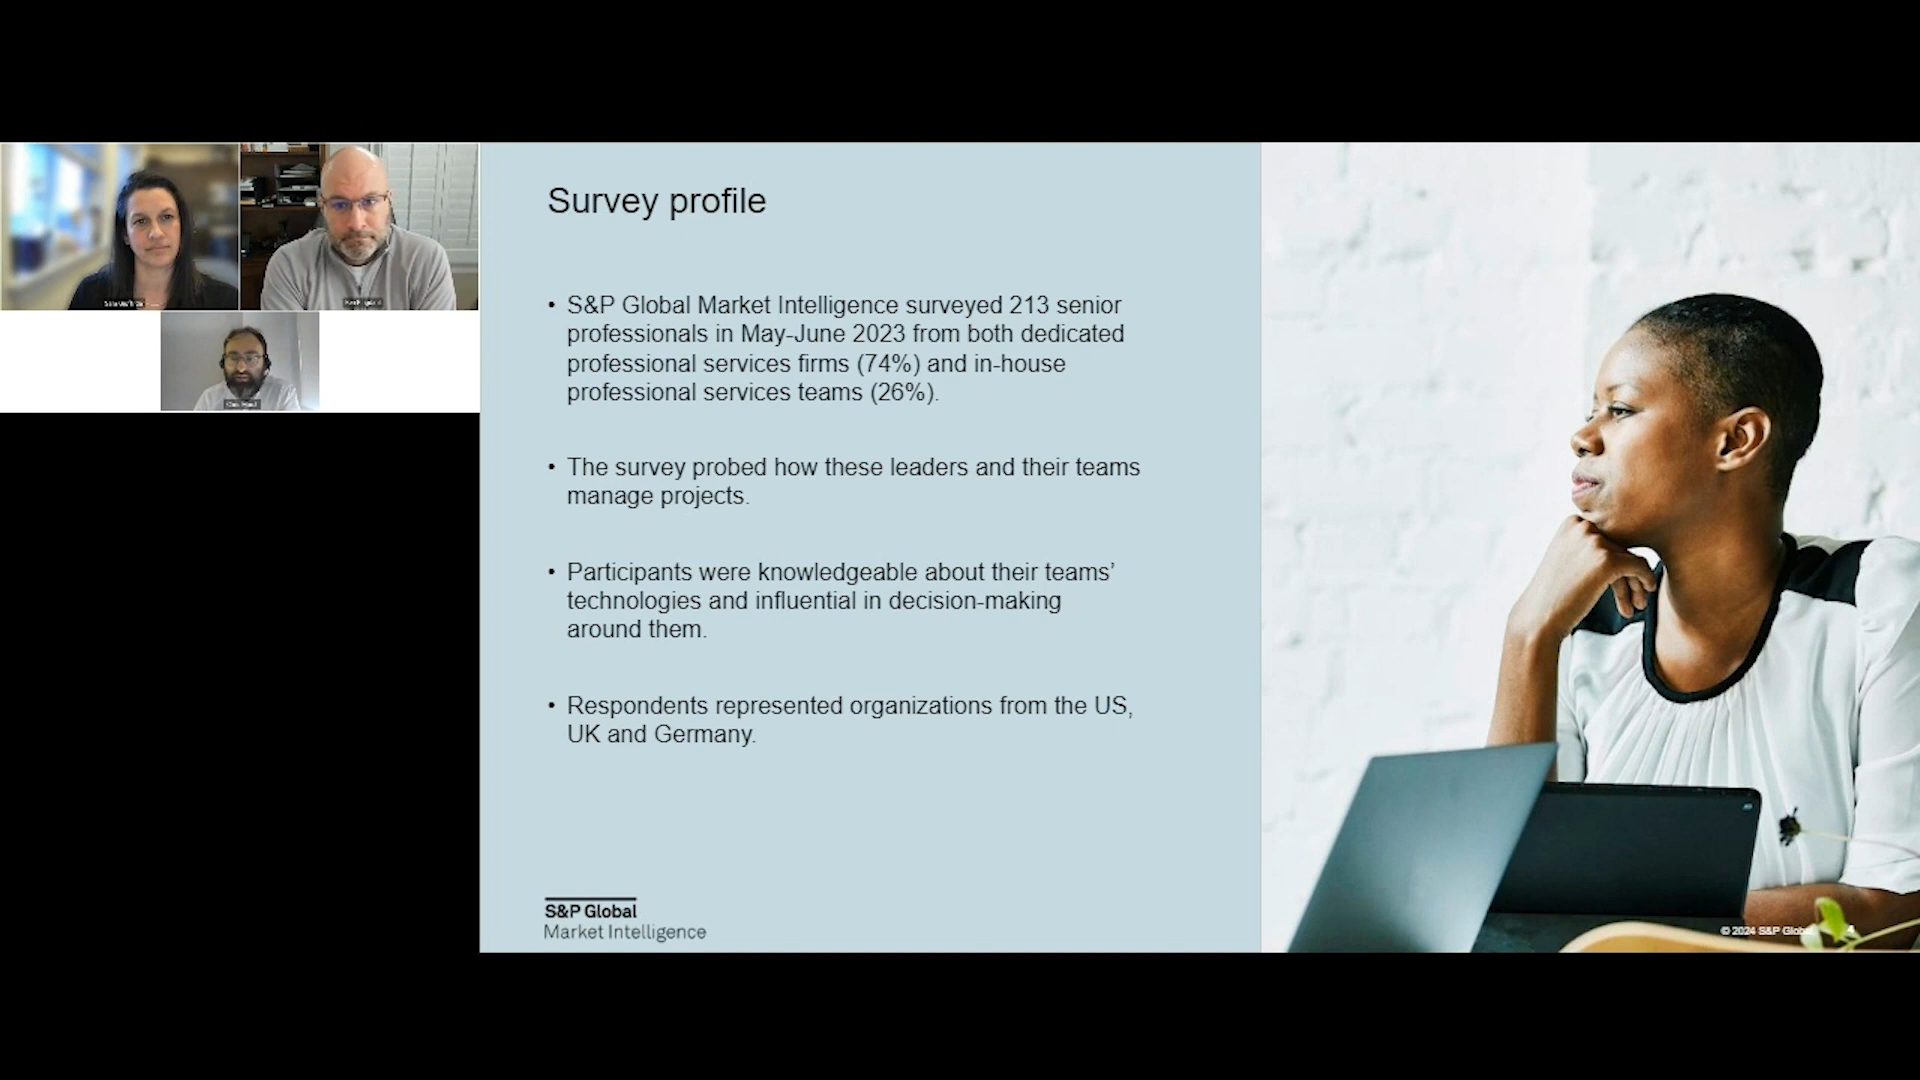 Survey profile
• S&P Global Market Intelligence surveyed 213 senior
professionals in May-June 2023 from both dedicated
professional services firms (74%) and in-house
professional services teams (26%).
• The survey probed how these leaders and their teams
manage projects.
• Participants were knowledgeable about their teams’
technologies and influential in decision-making
around them.
• Respondents represented organizations from the US,
UK and Germany.
S&P Global
Market Intelligence
© 2024 S&P Global
4